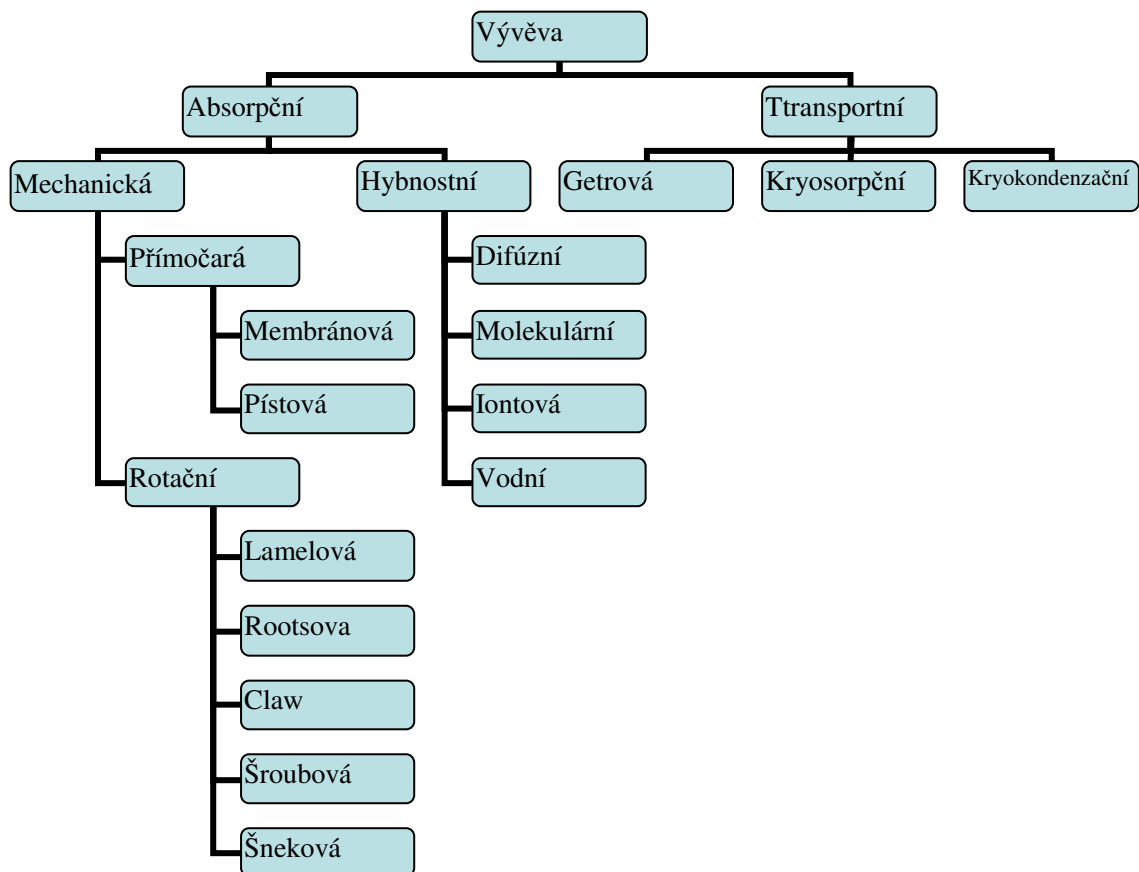 Vývěva
Absorpční
Ttransportní
Mechanická
Hybnostní
Getrová
Kryosorpční
Kryokondenzační
Přímočará
Difúzní
Membránová
Molekulární
Pístová
Iontová
Rotační
Vodní
Lamelová
Rootsova
Claw
Šroubová
Šneková